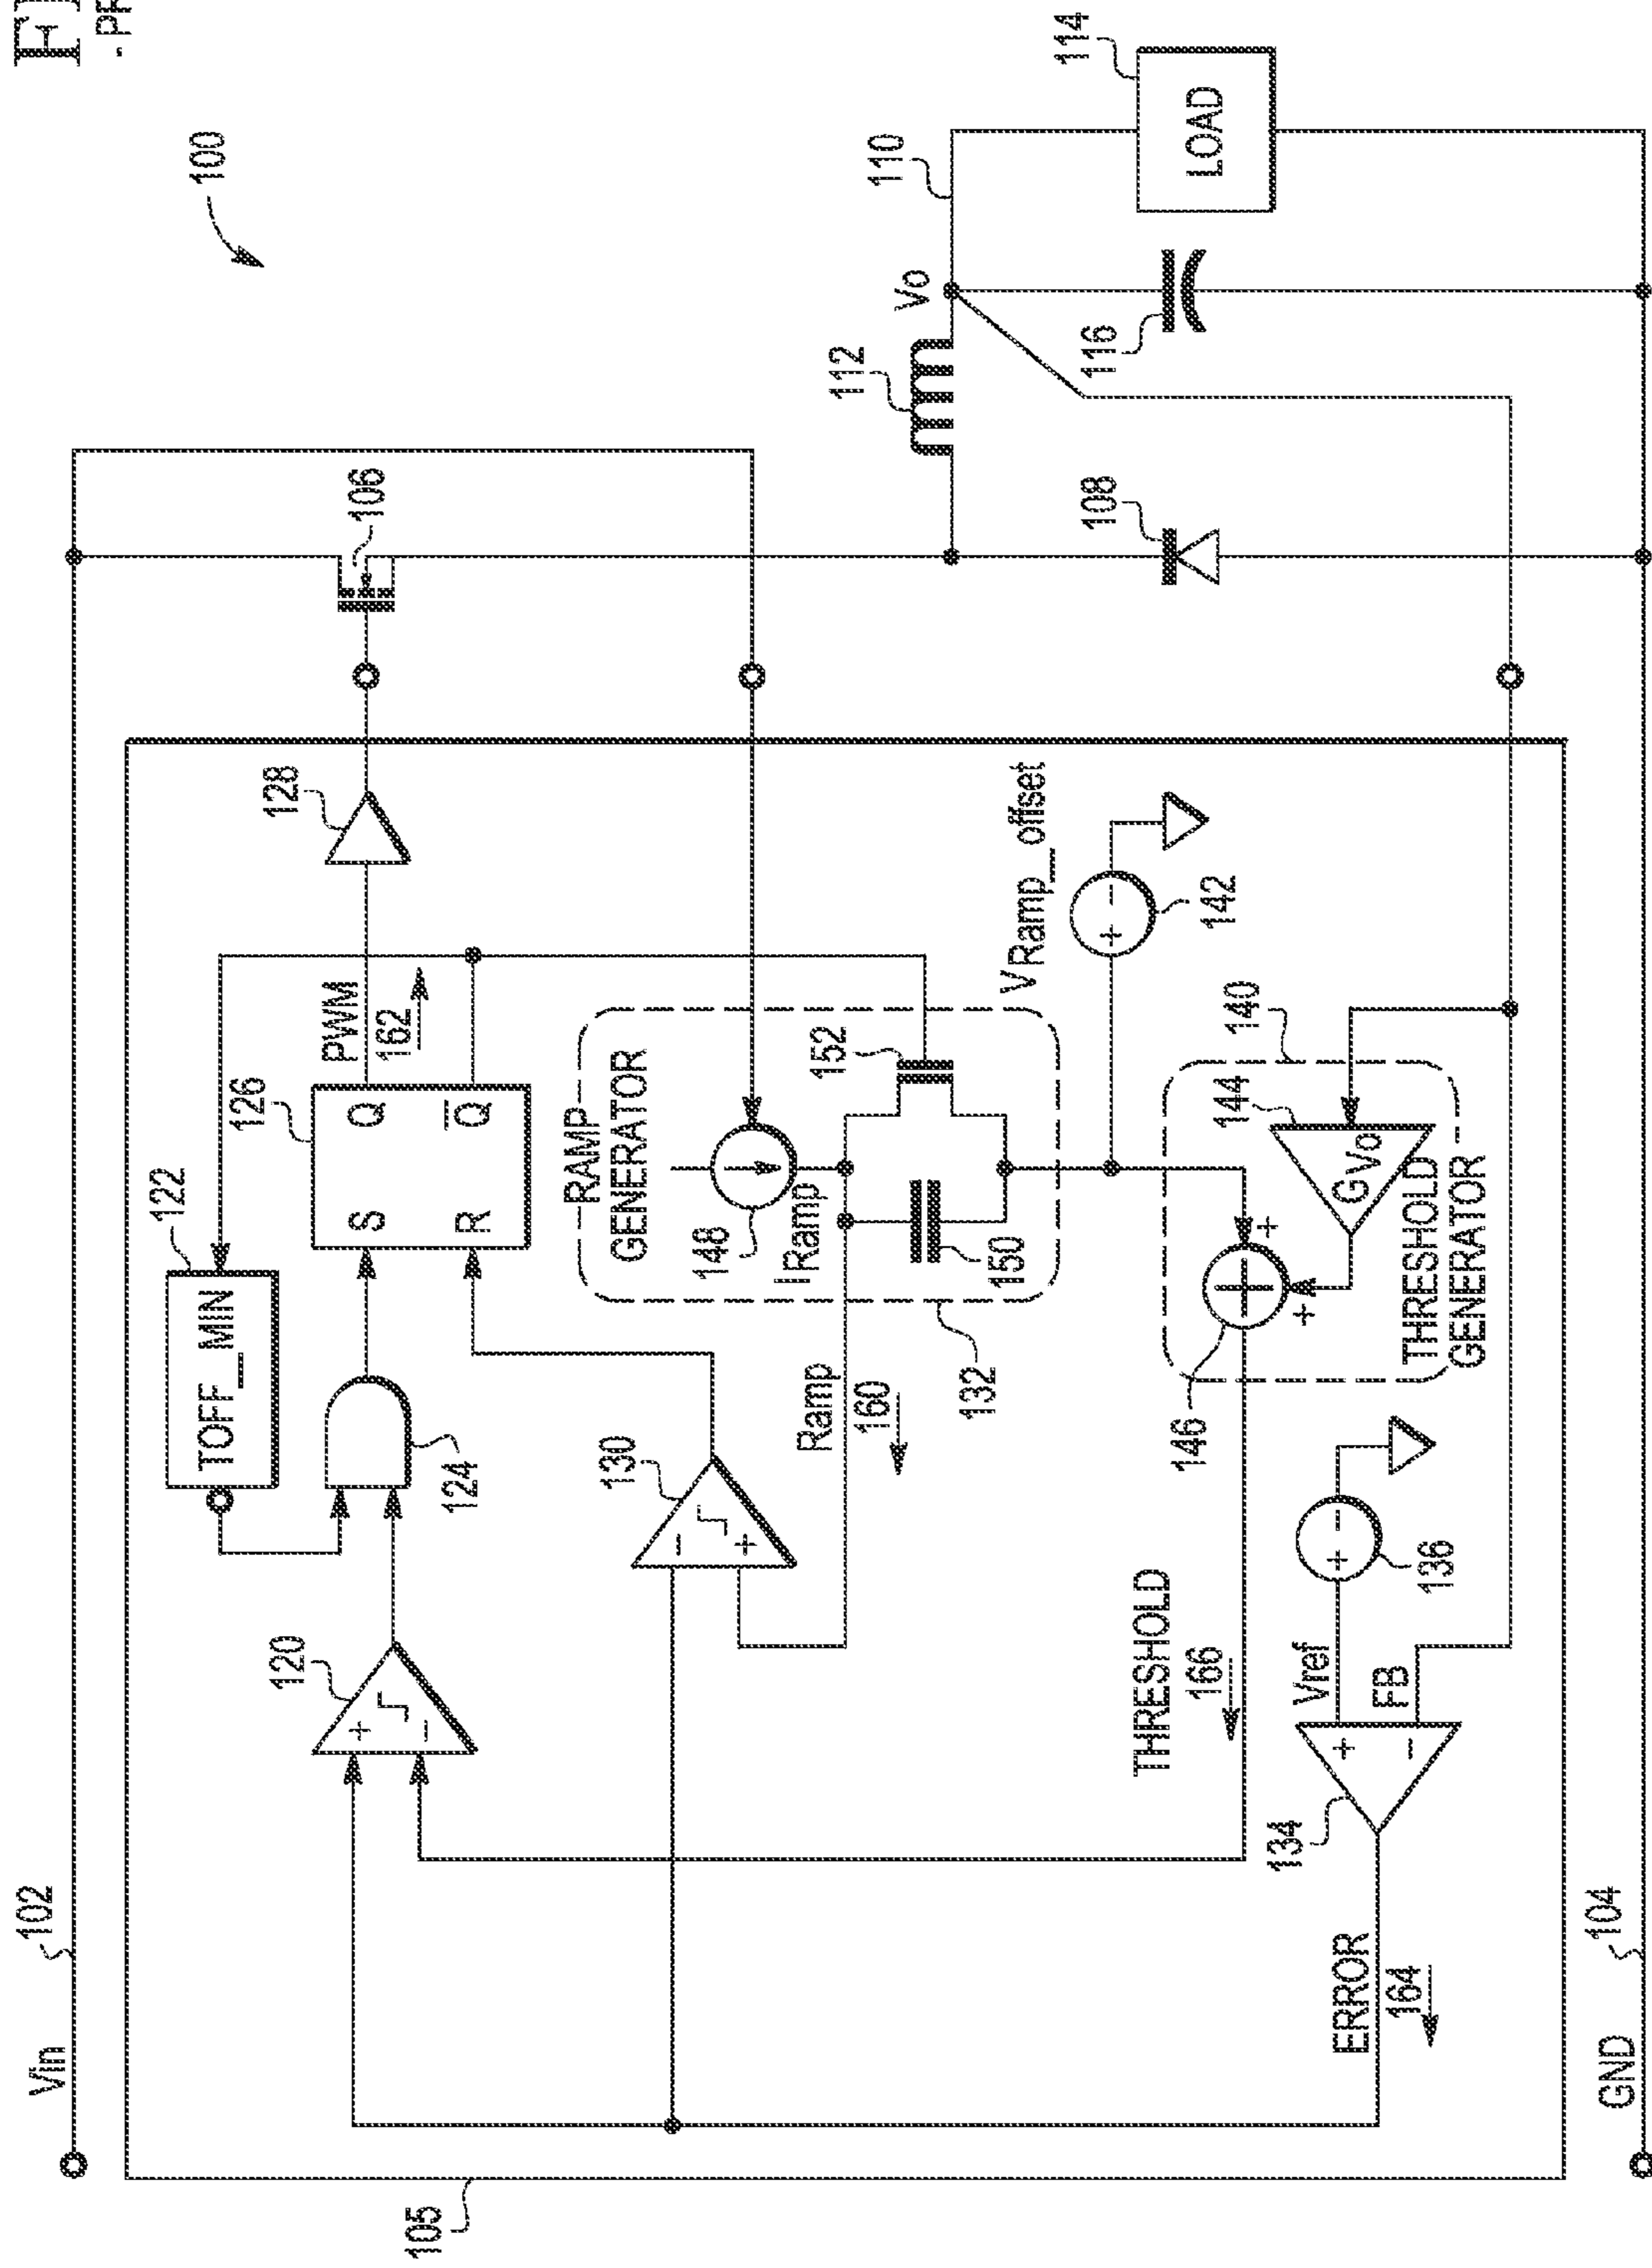 100
Vin
102
105
122
TOFF_MIN
124
120
+
−
126
S
Q
R
Q
PWM
162
128
106
130
−
+
RAMP
GENERATOR
148
IRamp
152
150
Ramp
160
132
VRamp_offset
+
−
142
112
Vo
110
108
116
114
LOAD
THRESHOLD
166
146
+
+
144
GVo
140
THRESHOLD
GENERATOR
Vref
+
−
136
FB
+
−
134
ERROR
164
GND
104